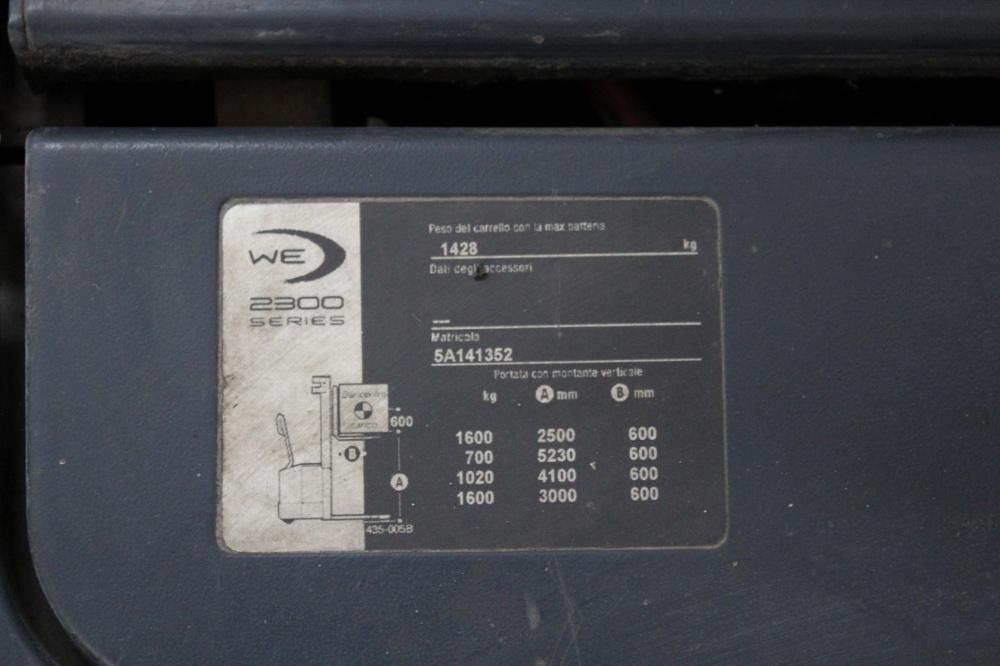 WE
2300
SERIES
Peso del carrello con la max batteria
1428 kg
Dati degli accessori
—
Matricola
5A141352
Portata con montante verticale
kg A mm B mm
1600 2500 600
700 5230 600
1020 4100 600
1600 3000 600
Baricentro
carico
600
B
A
435-005B